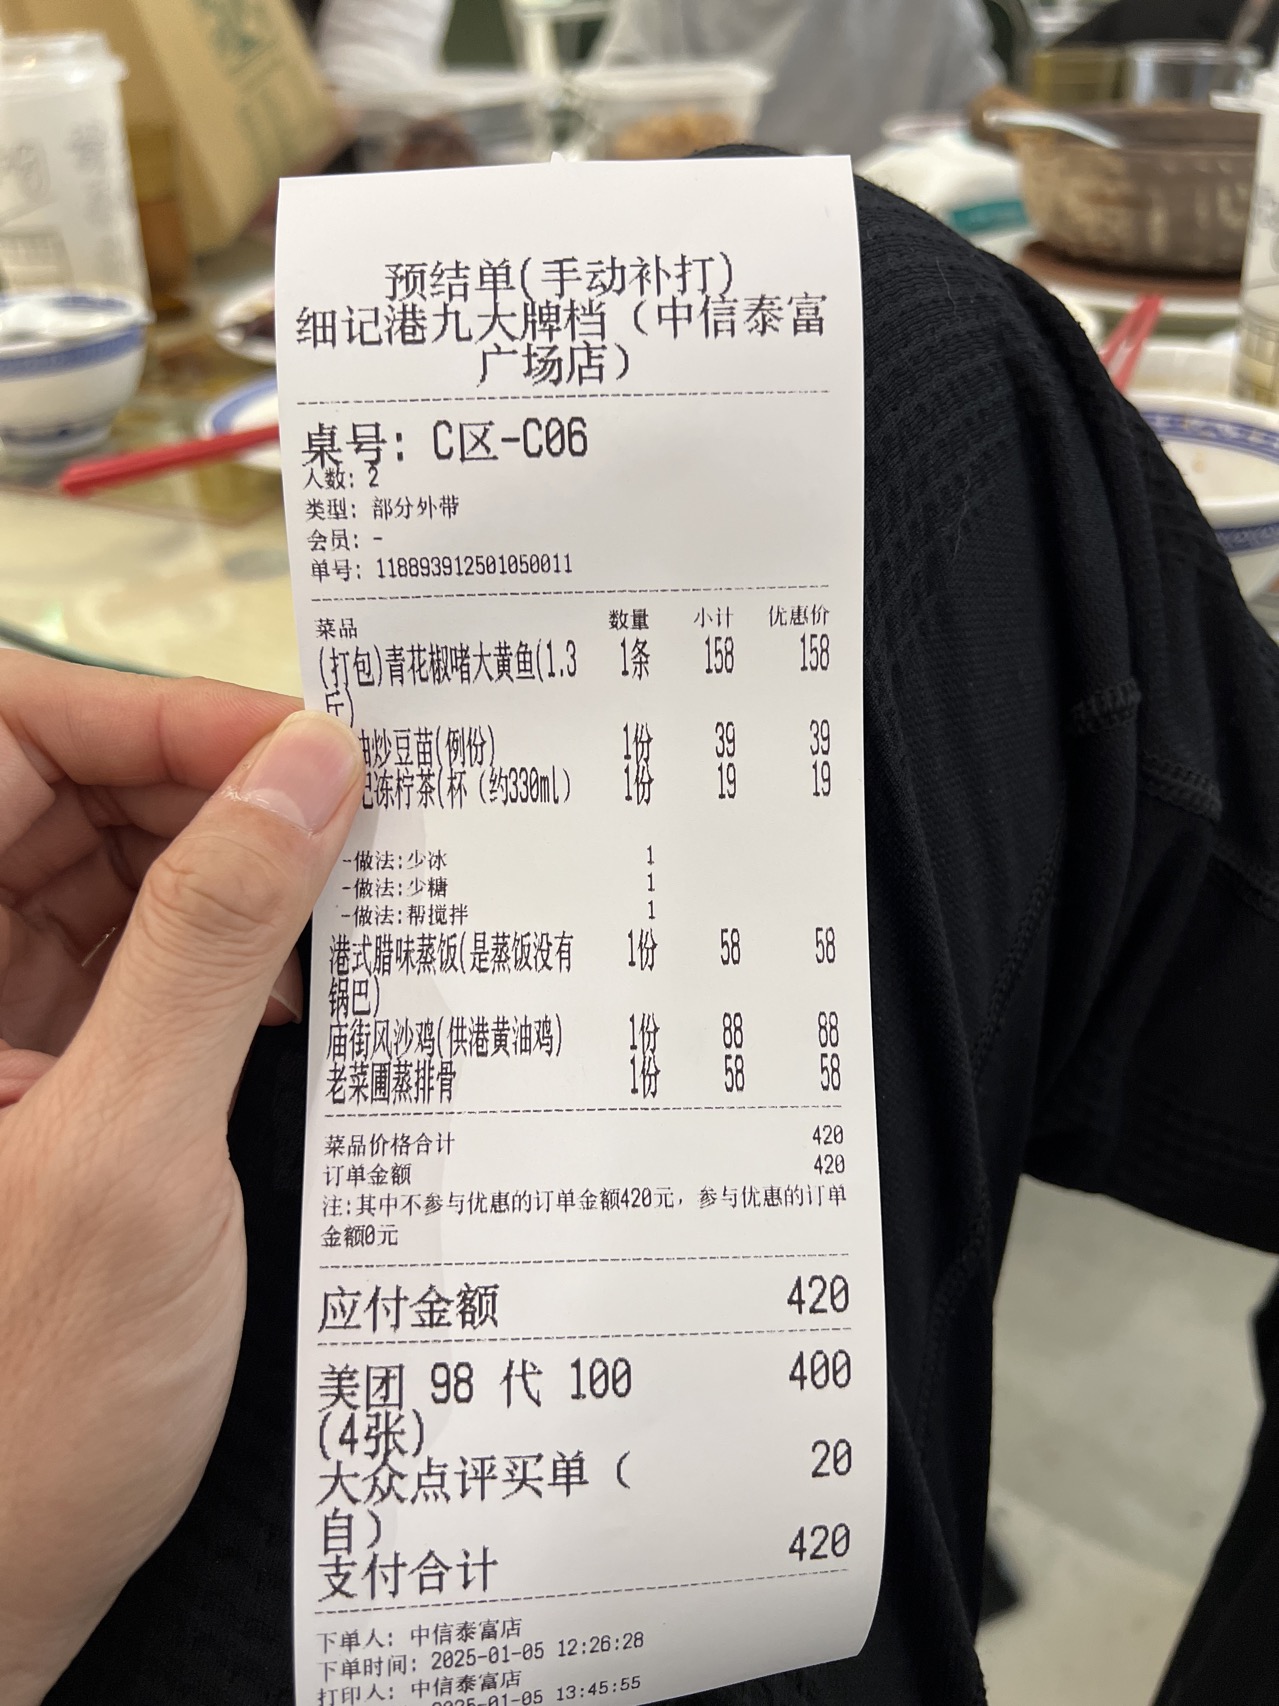 预结单(手动补打)
细记港九大牌档（中信泰富
广场店）
桌号: C区-C06
人数: 2
类型: 部分外带
会员: -
单号: 118893912501050011
菜品 数量 小计 优惠价
(打包)青花椒啫大黄鱼(1.3 1条 158 158
斤)
油炒豆苗(例份) 1份 39 39
记冻柠茶(杯（约330ml） 1份 19 19
-做法:少冰 1
-做法:少糖 1
-做法:帮搅拌 1
港式腊味蒸饭(是蒸饭没有 1份 58 58
锅巴)
庙街风沙鸡(供港黄油鸡) 1份 88 88
老菜圃蒸排骨 1份 58 58
菜品价格合计 420
订单金额 420
注:其中不参与优惠的订单金额420元, 参与优惠的订单
金额0元
应付金额 420
美团 98 代 100 400
(4张)
大众点评买单（ 20
自）
支付合计 420
下单人: 中信泰富店
下单时间: 2025-01-05 12:26:28
打印人: 中信泰富店
2025-01-05 13:45:55